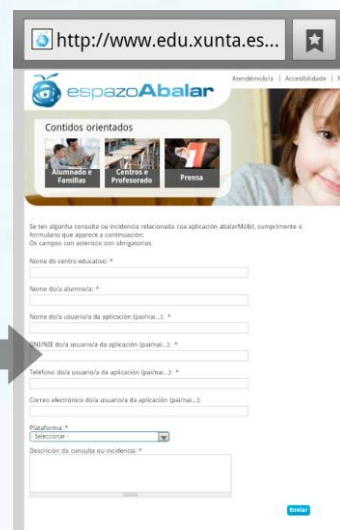 http://www.edu.xunta.es...
Atendémolo/a | Accesibilidade |
espazoAbalar
Contidos orientados
Alumnado e
Familias
Centros e
Profesorado
Prensa
Se ten algunha consulta ou incidencia relacionada coa aplicación abalarMóbil, cumprimente o
formulario que aparece a continuación:
Os campos con asterisco son obrigatorios.
Nome do centro educativo: *
Nome do/a alumno/a: *
Nome do/a usuario/a da aplicación (pai/nai...): *
DNI/NIE do/a usuario/a da aplicación (pai/nai...): *
Teléfono do/a usuario/a da aplicación (pai/nai...): *
Correo electrónico do/a usuario/a da aplicación (pai/nai...):
Plataforma: *
- Seleccionar -
Descrición da consulta ou incidencia: *
Enviar